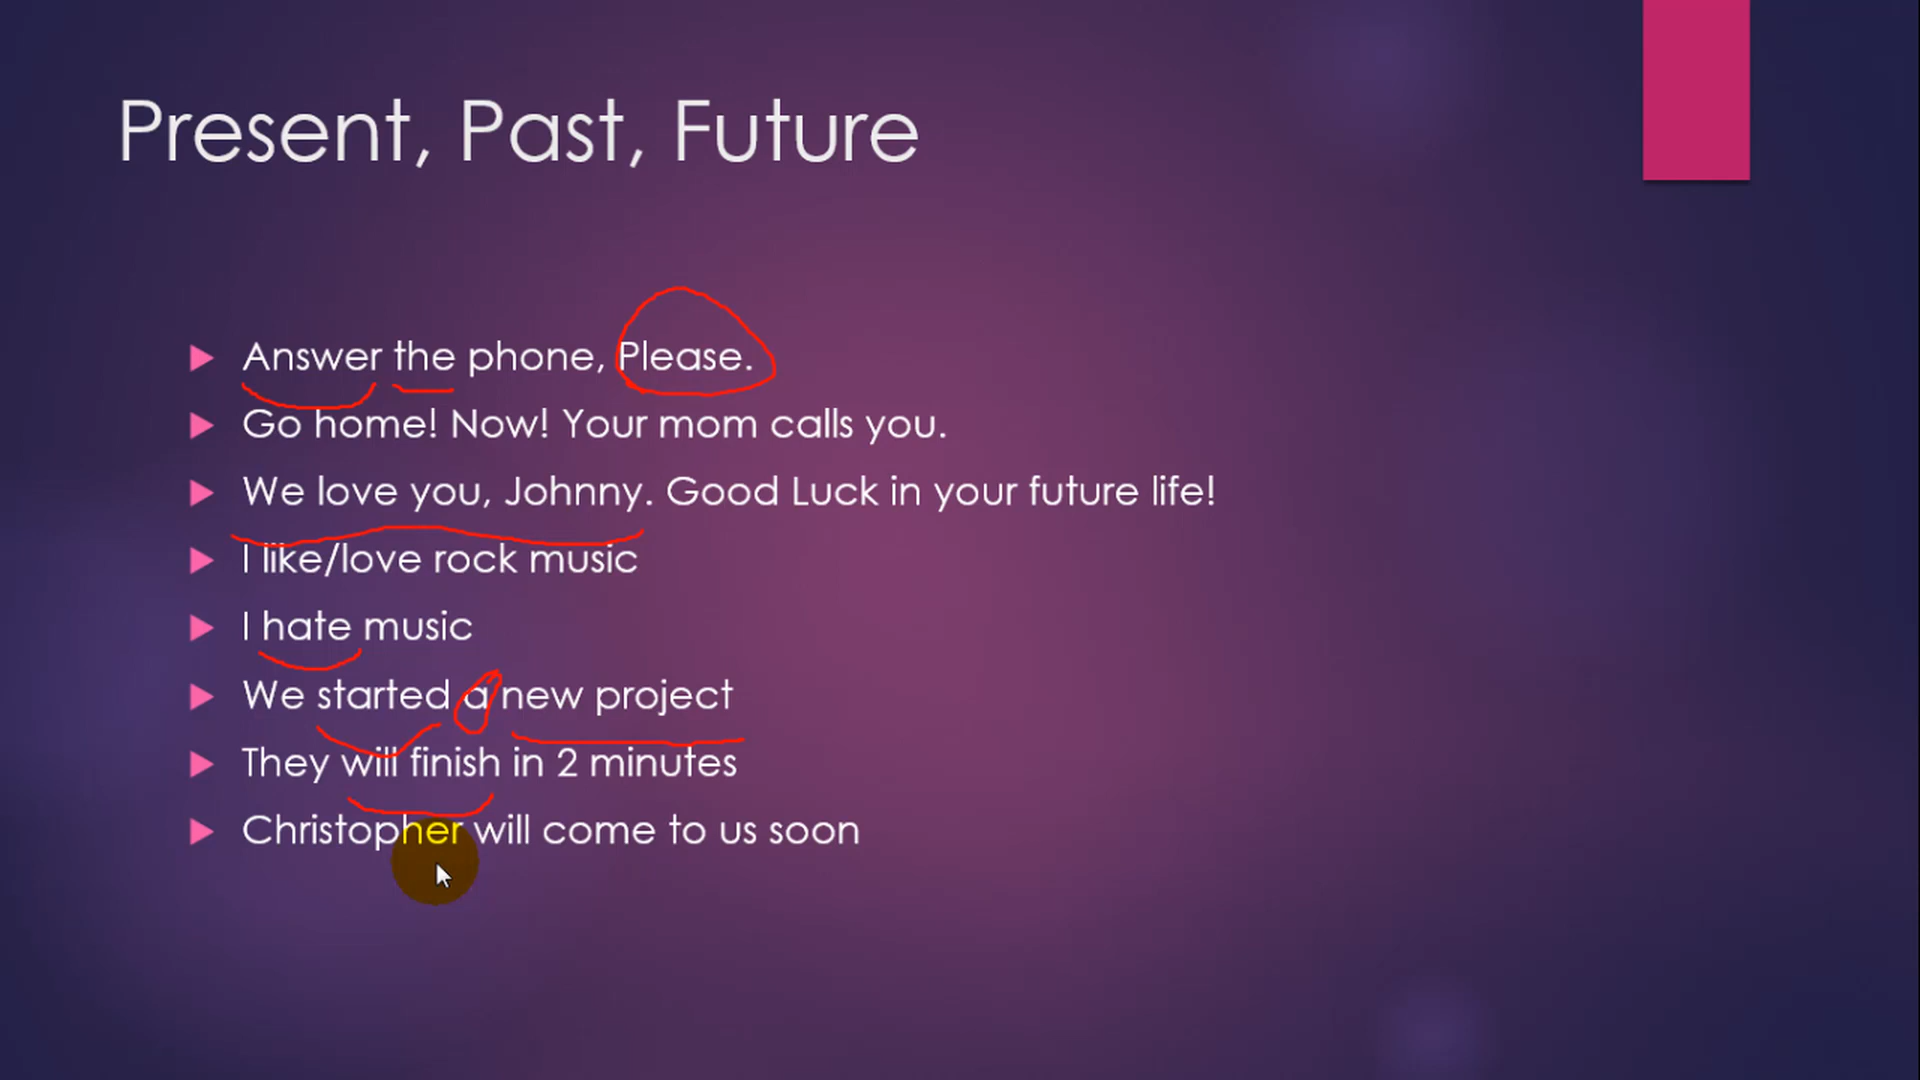 Present, Past, Future
Answer the phone, Please.
Go home! Now! Your mom calls you.
We love you, Johnny. Good Luck in your future life!
I like/love rock music
I hate music
We started a new project
They will finish in 2 minutes
Christopher will come to us soon